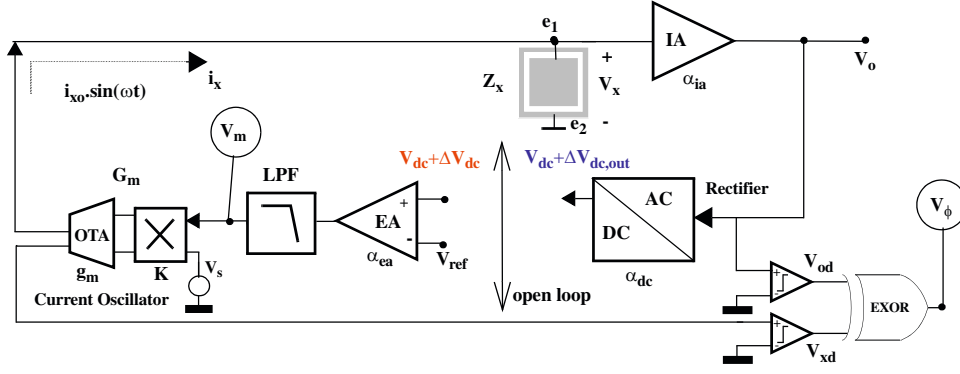 e1
IA
αia
Vo
ixo.sin(ωt)
ix
Zx
+
Vx
-
e2
Vm
Vdc+ΔVdc
Vdc+ΔVdc,out
Gm
LPF
Rectifier
AC
DC
αdc
Vϕ
OTA
gm
K
Vs
+
EA
-
αea
Vref
Current Oscillator
open loop
+
-
Vod
EXOR
+
-
Vxd